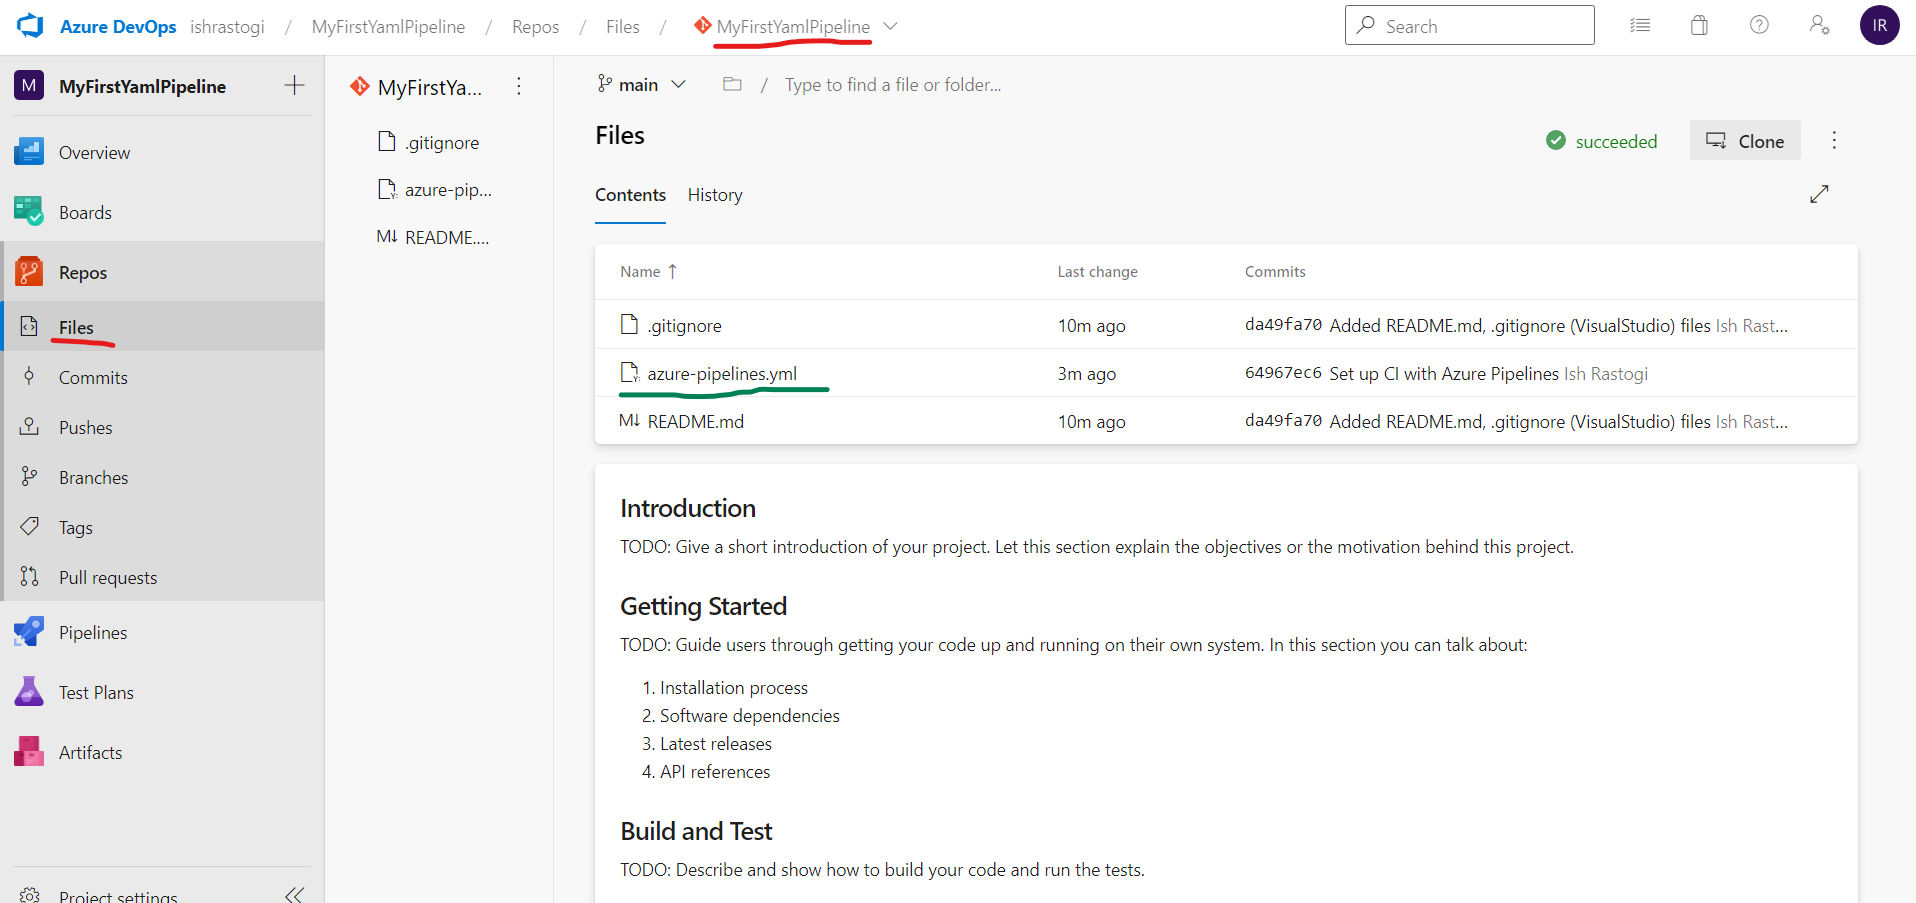 Azure DevOps ishrastogi / MyFirstYamlPipeline / Repos / Files / MyFirstYamlPipeline
Search
IR
M MyFirstYamlPipeline
Overview
Boards
Repos
Files
Commits
Pushes
Branches
Tags
Pull requests
Pipelines
Test Plans
Artifacts
Project settings
MyFirstYa...
.gitignore
azure-pip...
README....
main / Type to find a file or folder...
Files
succeeded
Clone
Contents History
Name ↑ Last change Commits
.gitignore 10m ago da49fa70 Added README.md, .gitignore (VisualStudio) files Ish Rast...
azure-pipelines.yml 3m ago 64967ec6 Set up CI with Azure Pipelines Ish Rastogi
M↓ README.md 10m ago da49fa70 Added README.md, .gitignore (VisualStudio) files Ish Rast...
Introduction
TODO: Give a short introduction of your project. Let this section explain the objectives or the motivation behind this project.
Getting Started
TODO: Guide users through getting your code up and running on their own system. In this section you can talk about:
1. Installation process
2. Software dependencies
3. Latest releases
4. API references
Build and Test
TODO: Describe and show how to build your code and run the tests.